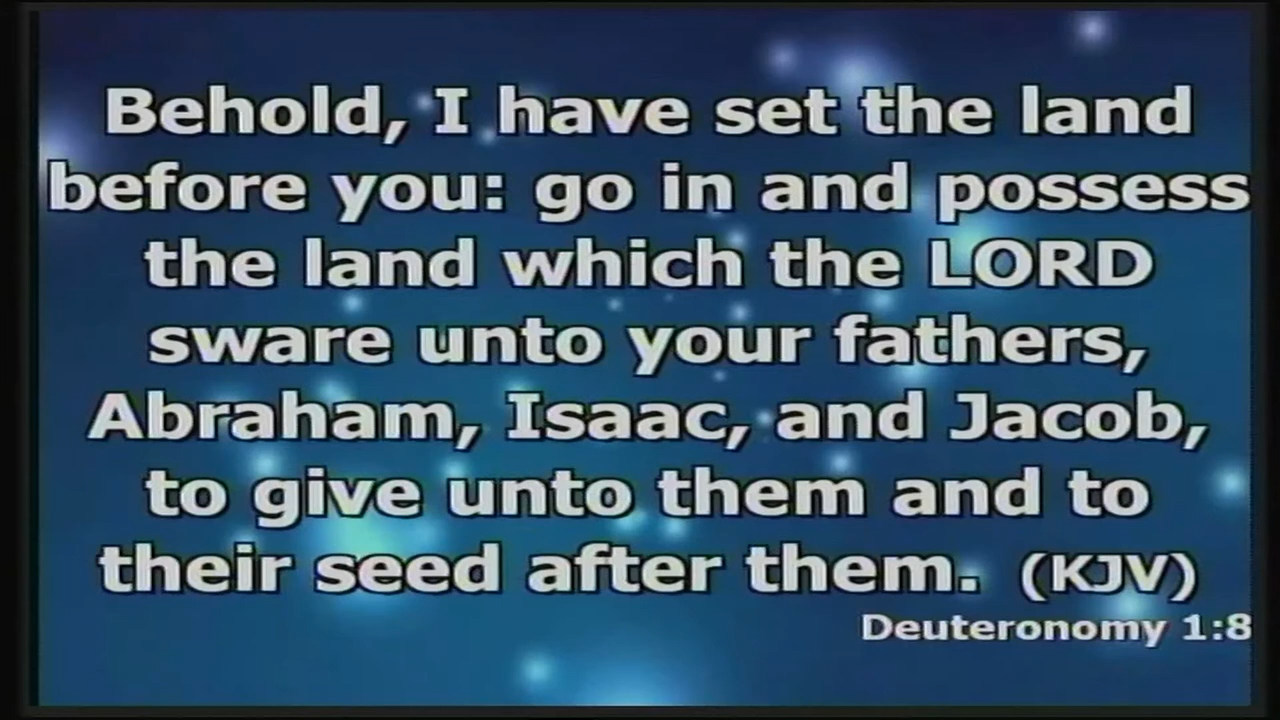 Behold, I have set the land
before you: go in and possess
the land which the LORD
sware unto your fathers,
Abraham, Isaac, and Jacob,
to give unto them and to
their seed after them. (KJV)
Deuteronomy 1:8